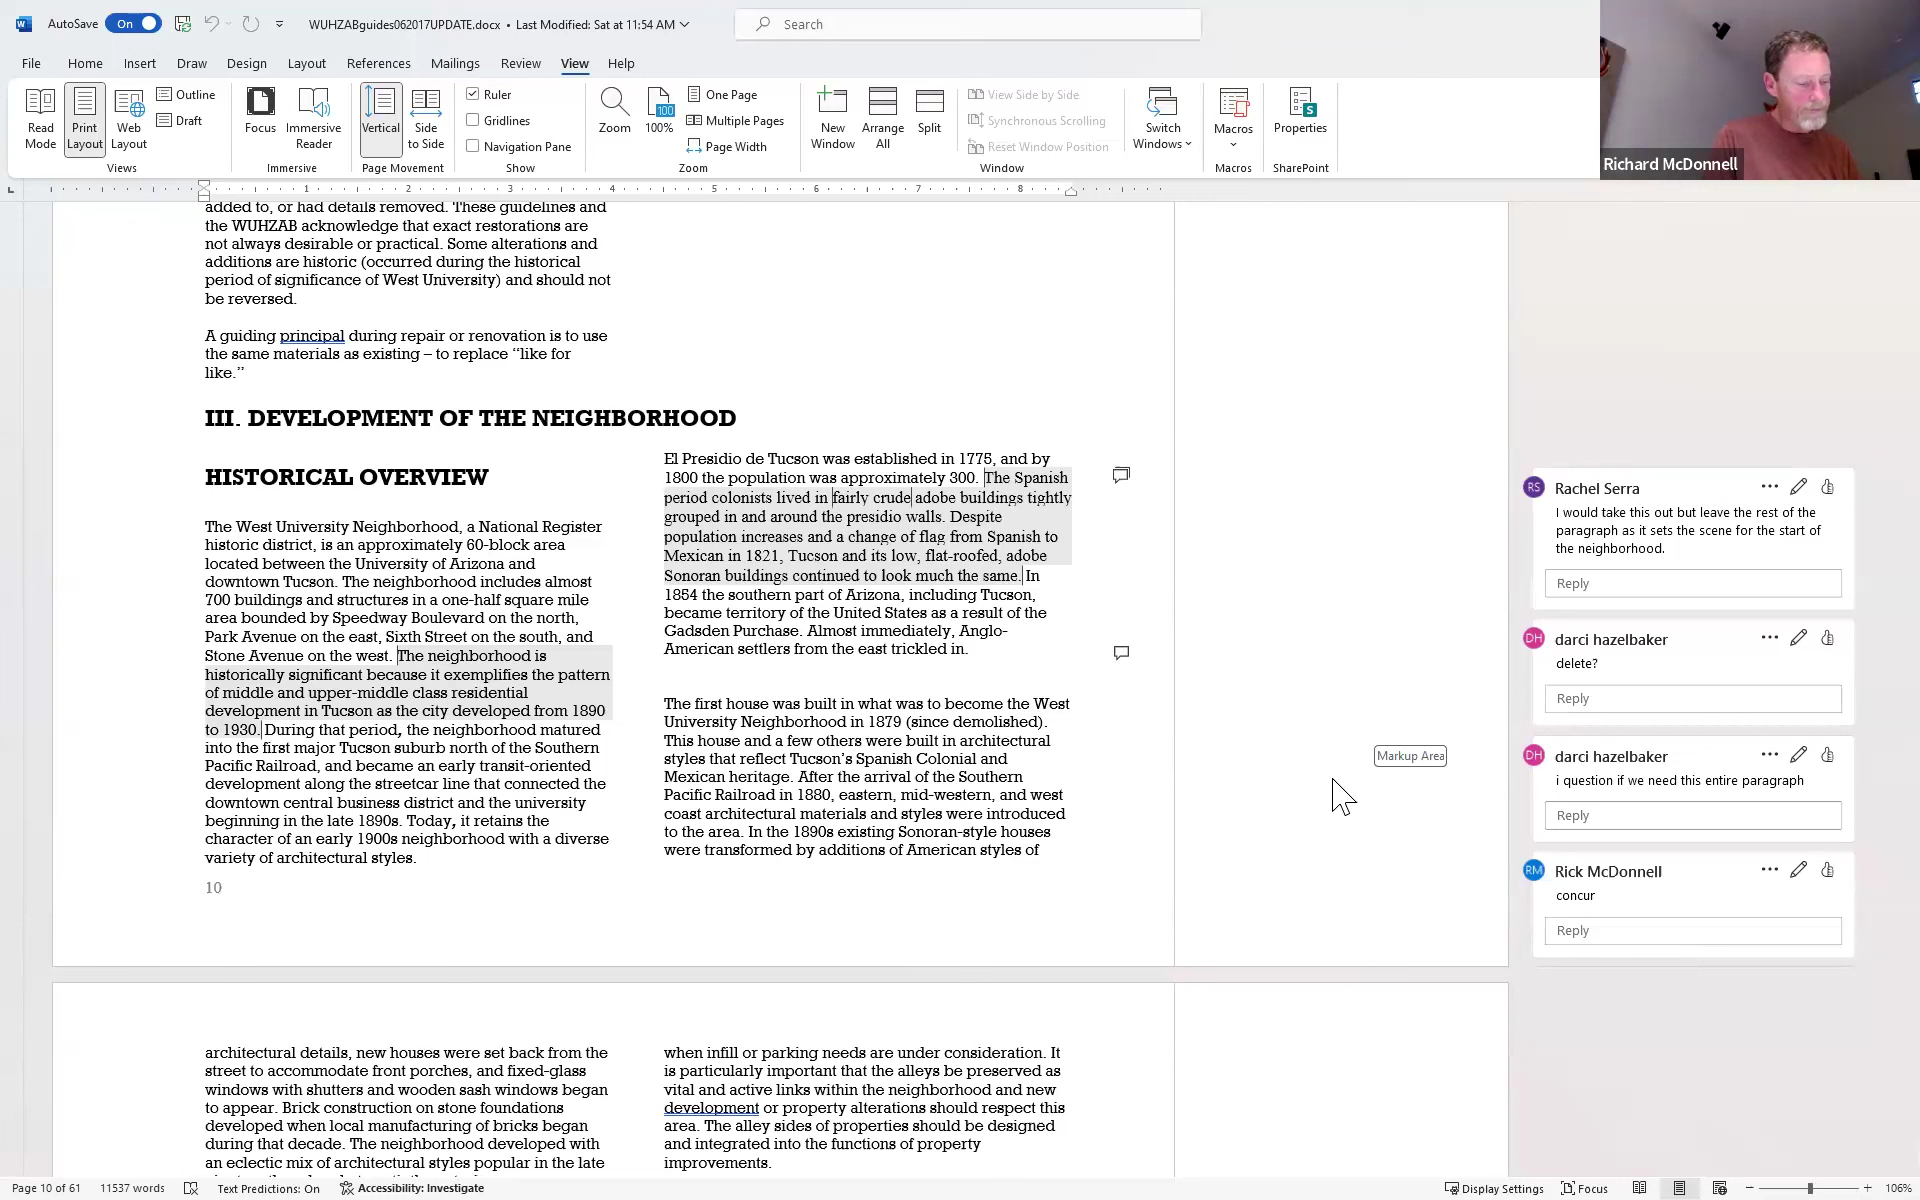 AutoSave On WUHZABguides062017UPDATE.docx • Last Modified: Sat at 11:54 AM Search
File Home Insert Draw Design Layout References Mailings Review View Help
Read Mode
Print Layout
Web Layout
Outline
Draft
Views
Focus
Immersive Reader
Immersive
Vertical
Side to Side
Page Movement
Ruler
Gridlines
Navigation Pane
Show
Zoom
100
100%
One Page
Multiple Pages
Page Width
Zoom
New Window
Arrange All
Split
View Side by Side
Synchronous Scrolling
Reset Window Position
Switch Windows
Window
Macros
Macros
Properties
SharePoint
Richard McDonnell
1 2 3 4 5 6 7 8
added to, or had details removed. These guidelines and
the WUHZAB acknowledge that exact restorations are
not always desirable or practical. Some alterations and
additions are historic (occurred during the historical
period of significance of West University) and should not
be reversed.
A guiding principal during repair or renovation is to use
the same materials as existing – to replace “like for
like.”
III. DEVELOPMENT OF THE NEIGHBORHOOD
HISTORICAL OVERVIEW
The West University Neighborhood, a National Register
historic district, is an approximately 60-block area
located between the University of Arizona and
downtown Tucson. The neighborhood includes almost
700 buildings and structures in a one-half square mile
area bounded by Speedway Boulevard on the north,
Park Avenue on the east, Sixth Street on the south, and
Stone Avenue on the west. The neighborhood is
historically significant because it exemplifies the pattern
of middle and upper-middle class residential
development in Tucson as the city developed from 1890
to 1930. During that period, the neighborhood matured
into the first major Tucson suburb north of the Southern
Pacific Railroad, and became an early transit-oriented
development along the streetcar line that connected the
downtown central business district and the university
beginning in the late 1890s. Today, it retains the
character of an early 1900s neighborhood with a diverse
variety of architectural styles.
10
El Presidio de Tucson was established in 1775, and by
1800 the population was approximately 300. The Spanish
period colonists lived in fairly crude adobe buildings tightly
grouped in and around the presidio walls. Despite
population increases and a change of flag from Spanish to
Mexican in 1821, Tucson and its low, flat-roofed, adobe
Sonoran buildings continued to look much the same. In
1854 the southern part of Arizona, including Tucson,
became territory of the United States as a result of the
Gadsden Purchase. Almost immediately, Anglo-
American settlers from the east trickled in.
The first house was built in what was to become the West
University Neighborhood in 1879 (since demolished).
This house and a few others were built in architectural
styles that reflect Tucson’s Spanish Colonial and
Mexican heritage. After the arrival of the Southern
Pacific Railroad in 1880, eastern, mid-western, and west
coast architectural materials and styles were introduced
to the area. In the 1890s existing Sonoran-style houses
were transformed by additions of American styles of
Markup Area
RS Rachel Serra
I would take this out but leave the rest of the
paragraph as it sets the scene for the start of
the neighborhood.
Reply
DH darci hazelbaker
delete?
Reply
DH darci hazelbaker
i question if we need this entire paragraph
Reply
RM Rick McDonnell
concur
Reply
architectural details, new houses were set back from the
street to accommodate front porches, and fixed-glass
windows with shutters and wooden sash windows began
to appear. Brick construction on stone foundations
developed when local manufacturing of bricks began
during that decade. The neighborhood developed with
an eclectic mix of architectural styles popular in the late
when infill or parking needs are under consideration. It
is particularly important that the alleys be preserved as
vital and active links within the neighborhood and new
development or property alterations should respect this
area. The alley sides of properties should be designed
and integrated into the functions of property
improvements.
Page 10 of 61 11537 words Text Predictions: On Accessibility: Investigate Display Settings Focus 106%